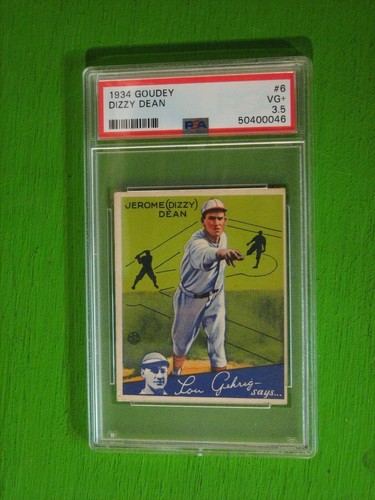 1934 GOUDEY #6
DIZZY DEAN VG+
3.5
PSA 50400046
JEROME (DIZZY)
DEAN
Lou Gehrig
says...